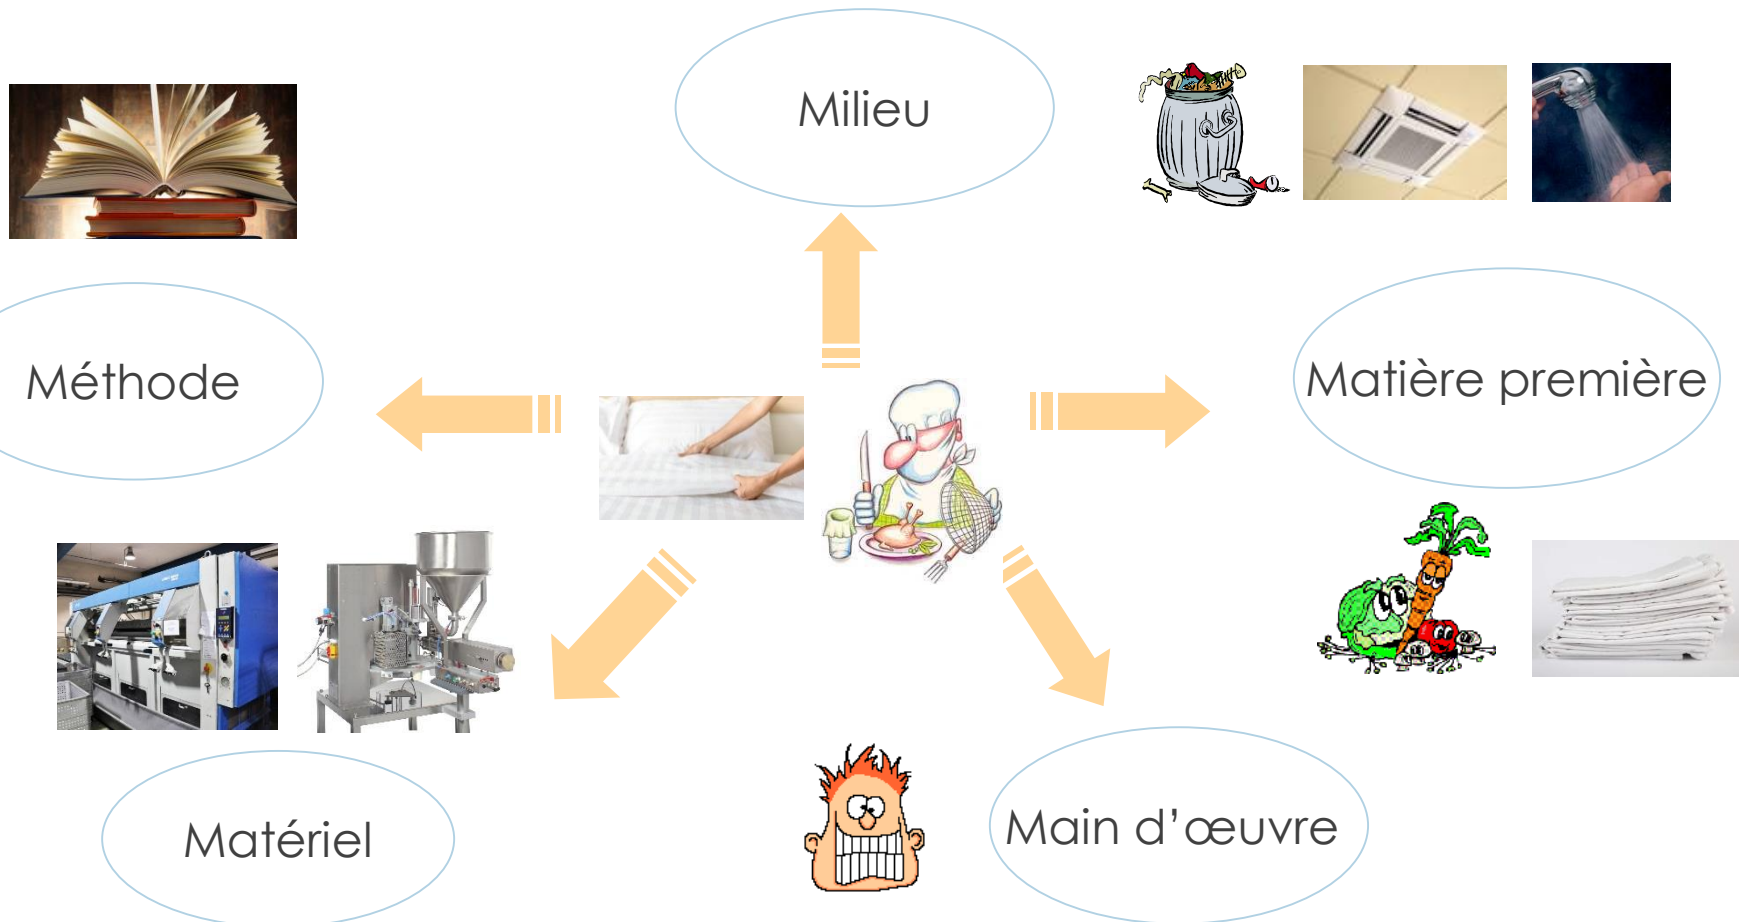 Milieu
Méthode
Matière première
Matériel
Main d’œuvre